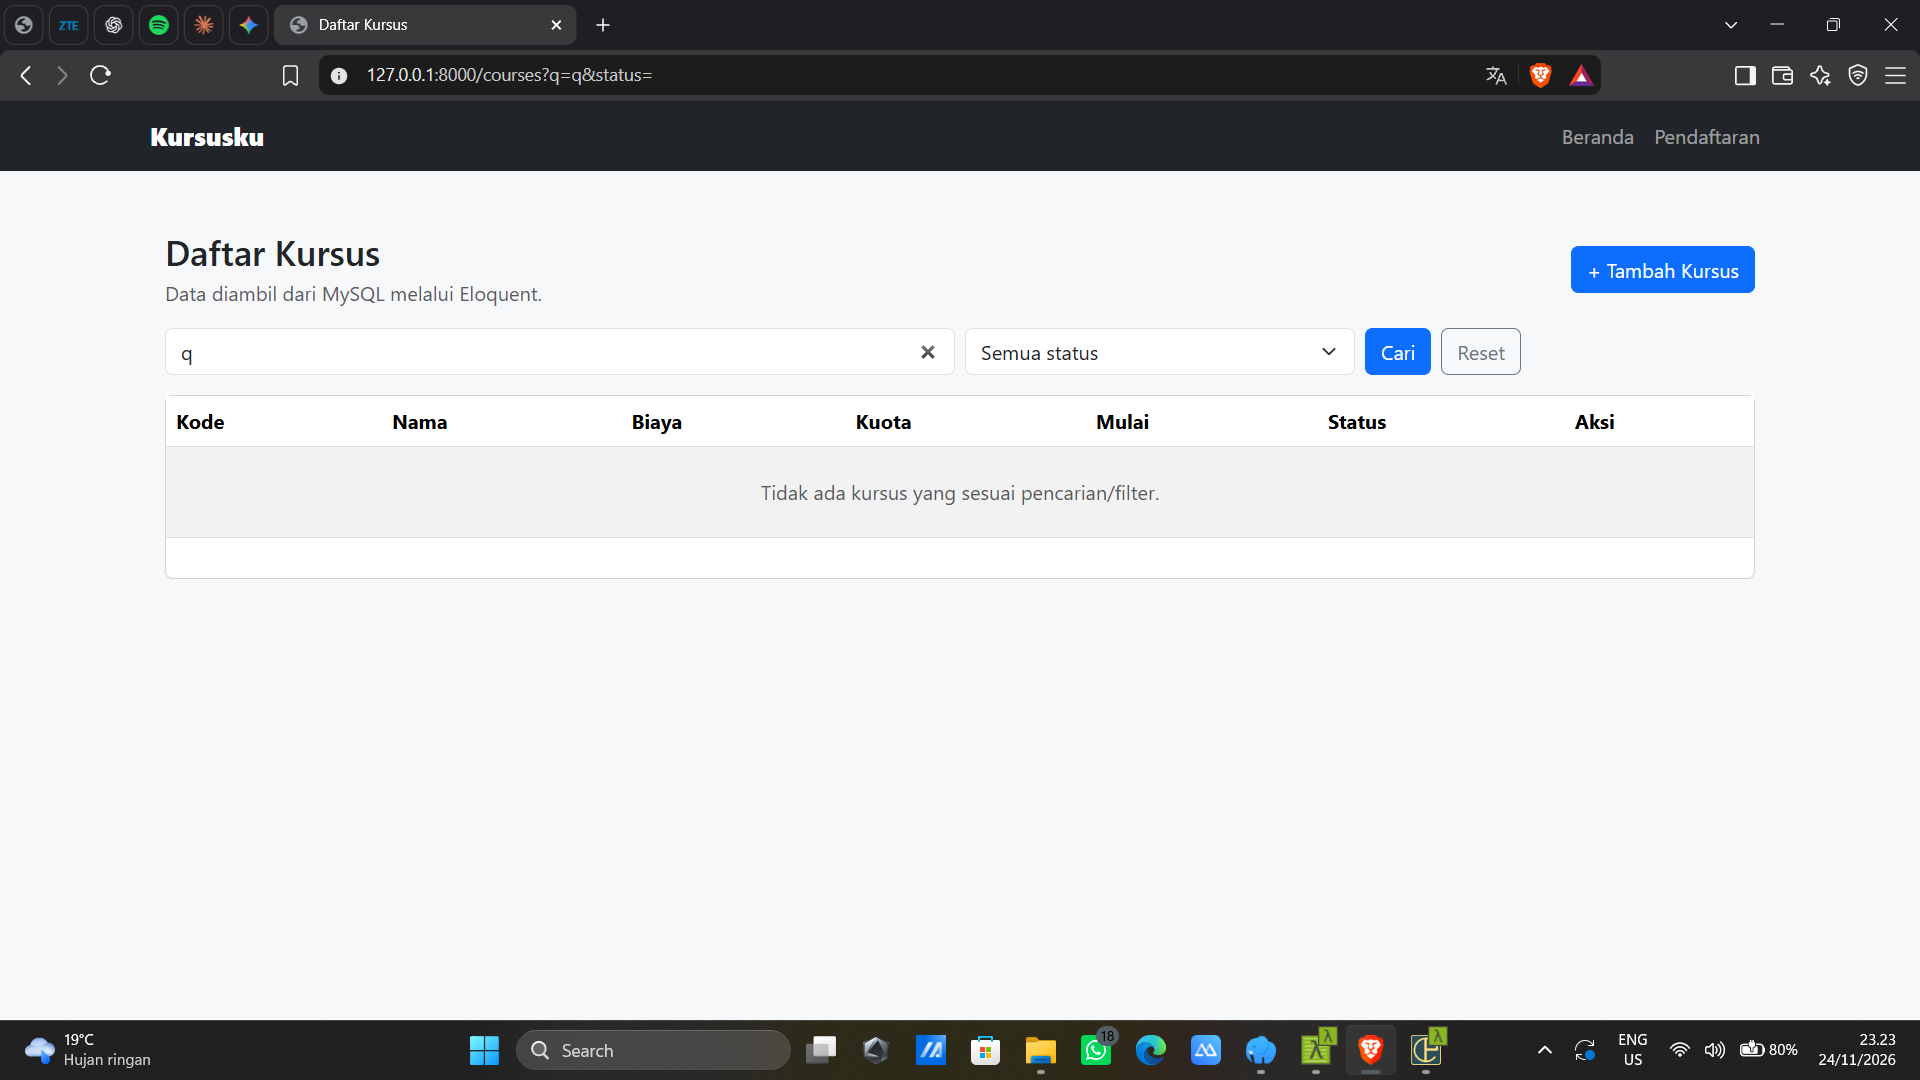 ZTE
Daftar Kursus
127.0.0.1:8000/courses?q=q&status=
Kursusku
Beranda
Pendaftaran
Daftar Kursus
Data diambil dari MySQL melalui Eloquent.
+ Tambah Kursus
q
Semua status
Cari
Reset
Kode Nama Biaya Kuota Mulai Status Aksi
Tidak ada kursus yang sesuai pencarian/filter.
19°C
Hujan ringan
Search
18
ENG
US
80%
23.23
24/11/2026